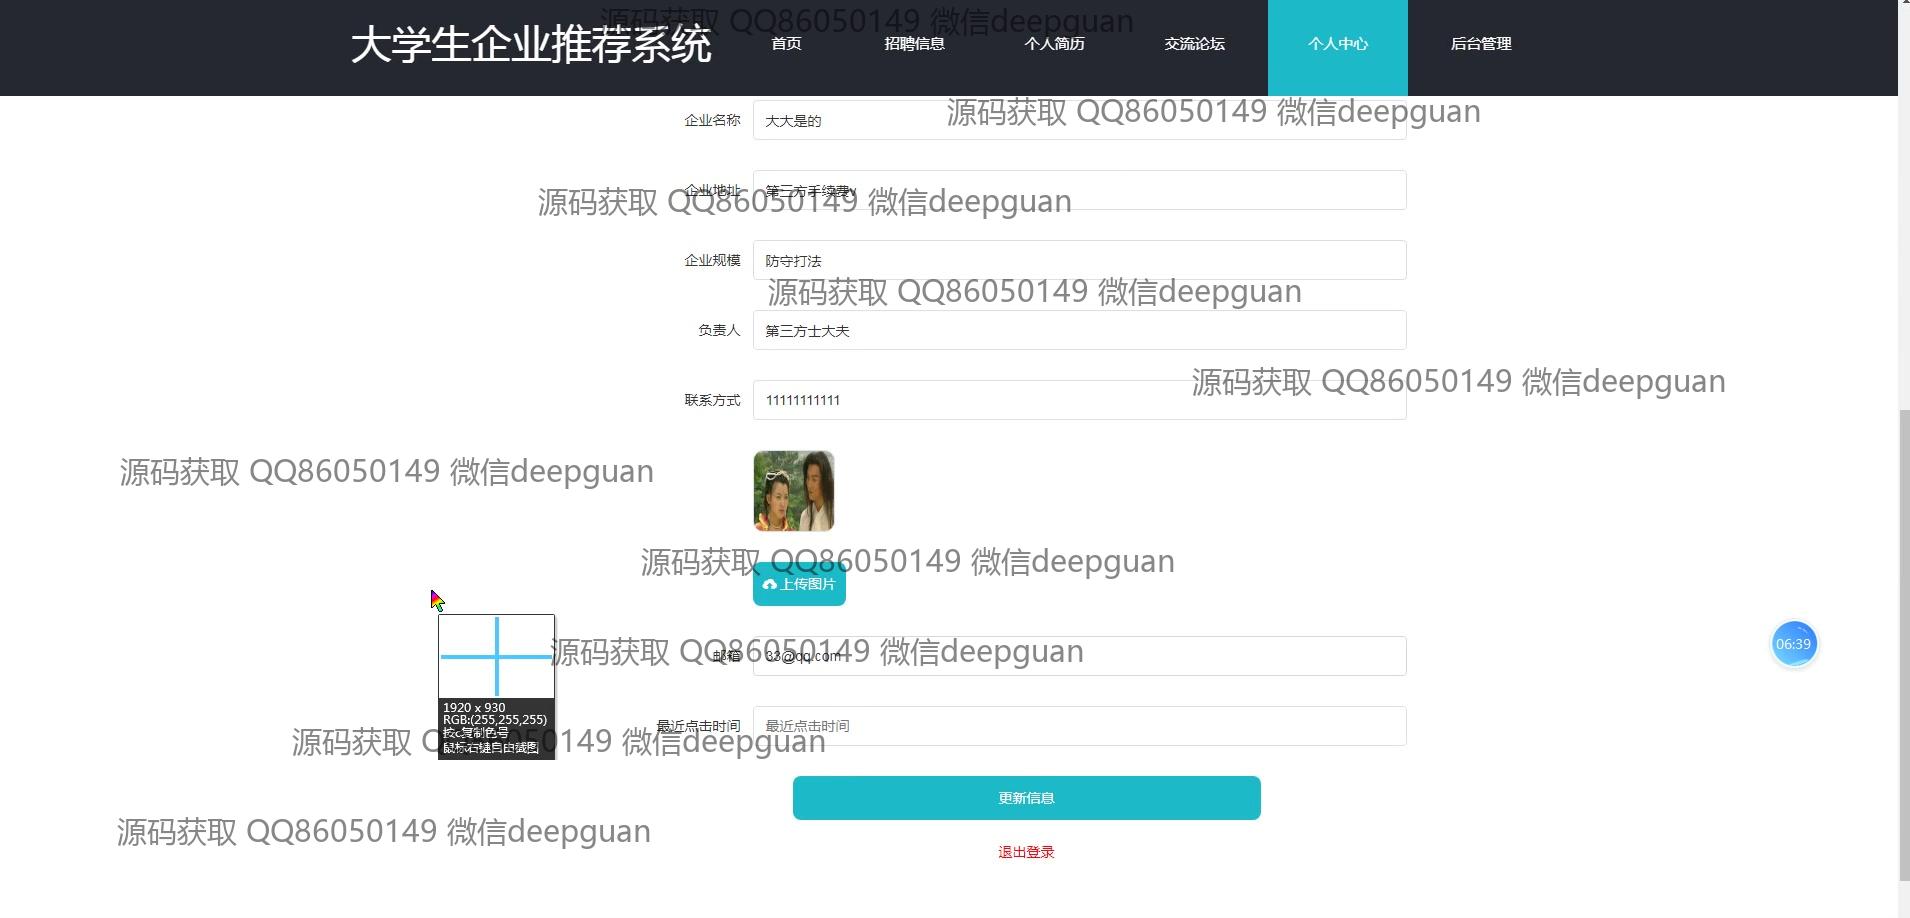 源码获取 QQ86050149 微信deepguan
大学生企业推荐系统
首页
招聘信息
个人简历
交流论坛
个人中心
后台管理
源码获取 QQ86050149 微信deepguan
企业名称
大大是的
企业地址
第三方手续费v
源码获取 QQ86050149 微信deepguan
企业规模
防守打法
源码获取 QQ86050149 微信deepguan
负责人
第三方士大夫
源码获取 QQ86050149 微信deepguan
联系方式
11111111111
源码获取 QQ86050149 微信deepguan
源码获取 QQ86050149 微信deepguan
上传图片
06:39
源码获取 QQ86050149 微信deepguan
邮箱
33@qq.com
1920 x 930
RGB:(255,255,255)
按c复制色号
鼠标右键自由截图
最近点击时间
最近点击时间
源码获取 QQ86050149 微信deepguan
更新信息
源码获取 QQ86050149 微信deepguan
退出登录